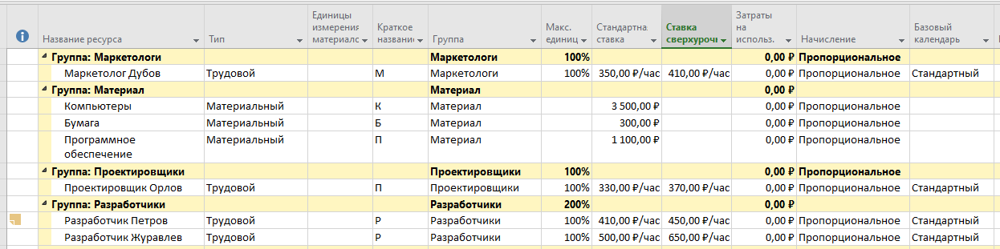 Название ресурса Тип Единицы измерения материалс Краткое названи Группа Макс. единиц Стандартна ставка Ставка сверхуроч Затраты на использ. Начисление Базовый календарь
Группа: Маркетологи Маркетологи 100% 0,00 ₽ Пропорциональное
Маркетолог Дубов Трудовой М Маркетологи 100% 350,00 ₽/час 410,00 ₽/час 0,00 ₽ Пропорциональное Стандартный
Группа: Материал Материал 0,00 ₽
Компьютеры Материальный К Материал 3 500,00 ₽ 0,00 ₽ Пропорциональное
Бумага Материальный Б Материал 300,00 ₽ 0,00 ₽ Пропорциональное
Программное обеспечение Материальный П Материал 1 100,00 ₽ 0,00 ₽ Пропорциональное
Группа: Проектировщики Проектировщики 100% 0,00 ₽ Пропорциональное
Проектировщик Орлов Трудовой П Проектировщики 100% 330,00 ₽/час 370,00 ₽/час 0,00 ₽ Пропорциональное Стандартный
Группа: Разработчики Разработчики 200% 0,00 ₽
Разработчик Петров Трудовой Р Разработчики 100% 410,00 ₽/час 450,00 ₽/час 0,00 ₽ Пропорциональное Стандартный
Разработчик Журавлев Трудовой Р Разработчики 100% 500,00 ₽/час 650,00 ₽/час 0,00 ₽ Пропорциональное Стандартный